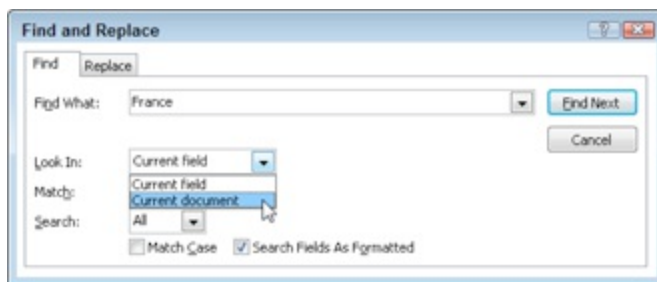 Find and Replace
Find Replace
Find What: France Find Next
Cancel
Look In: Current field
Current field
Match: Current document
Search: All
Match Case Search Fields As Formatted